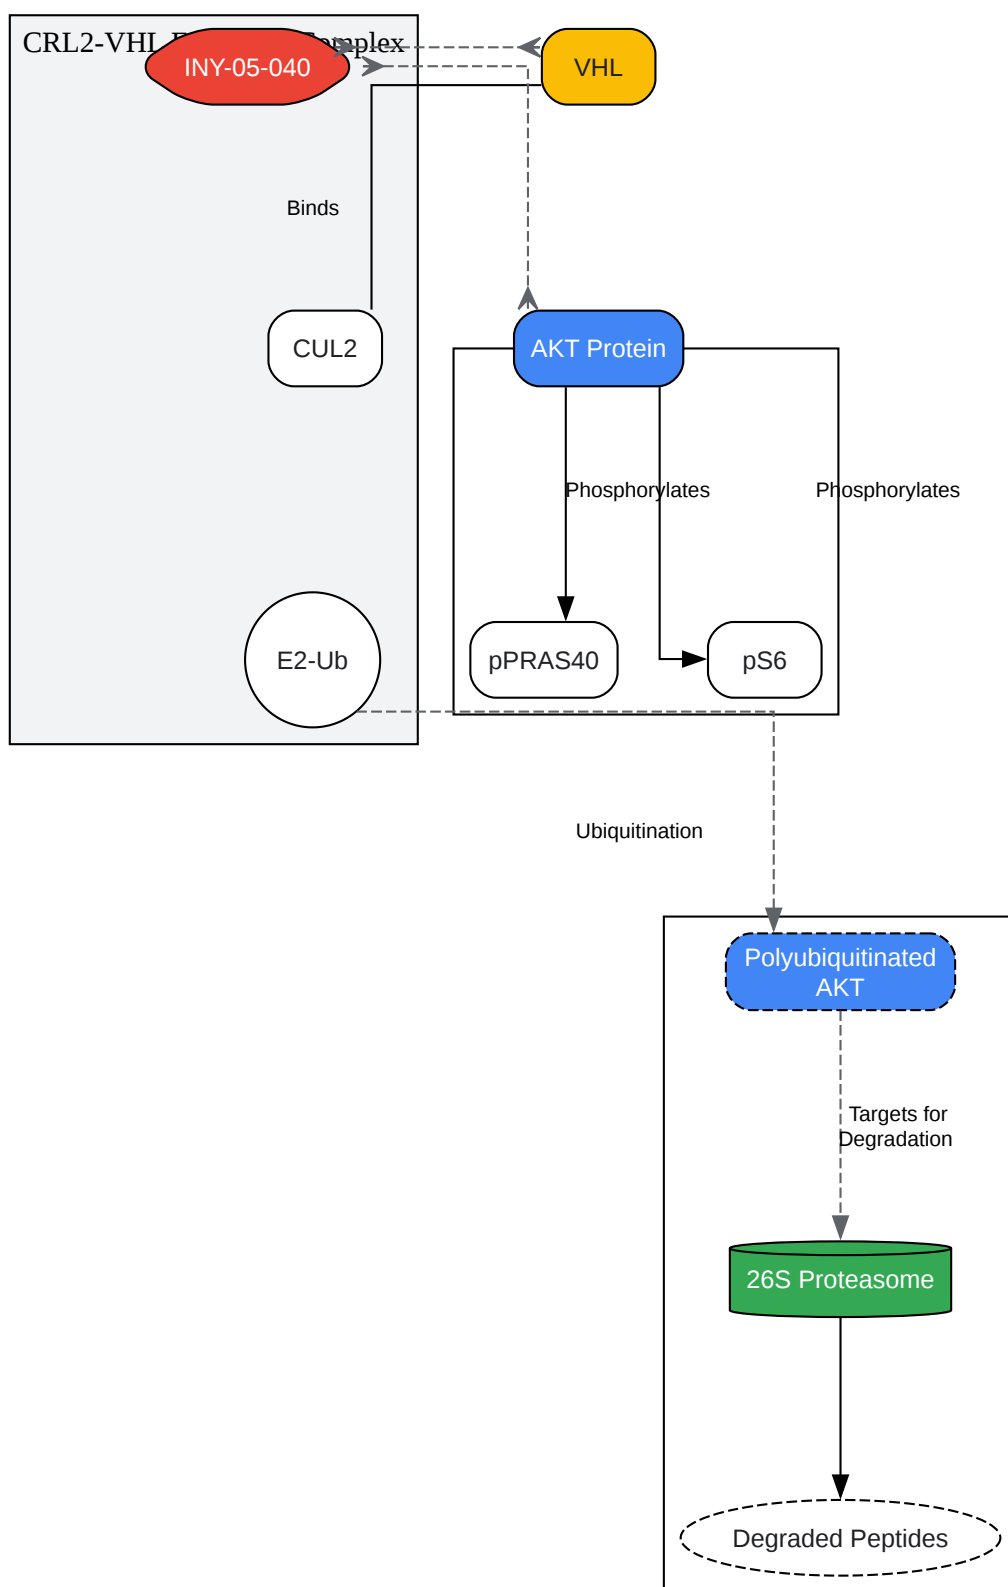 CRL2-VHL
INY-05-040
VHL
Binds
CUL2
AKT Protein
Phosphorylates
Phosphorylates
E2-Ub
pPRAS40
pS6
Ubiquitination
Polyubiquitinated
AKT
Targets for
Degradation
26S Proteasome
Degraded Peptides